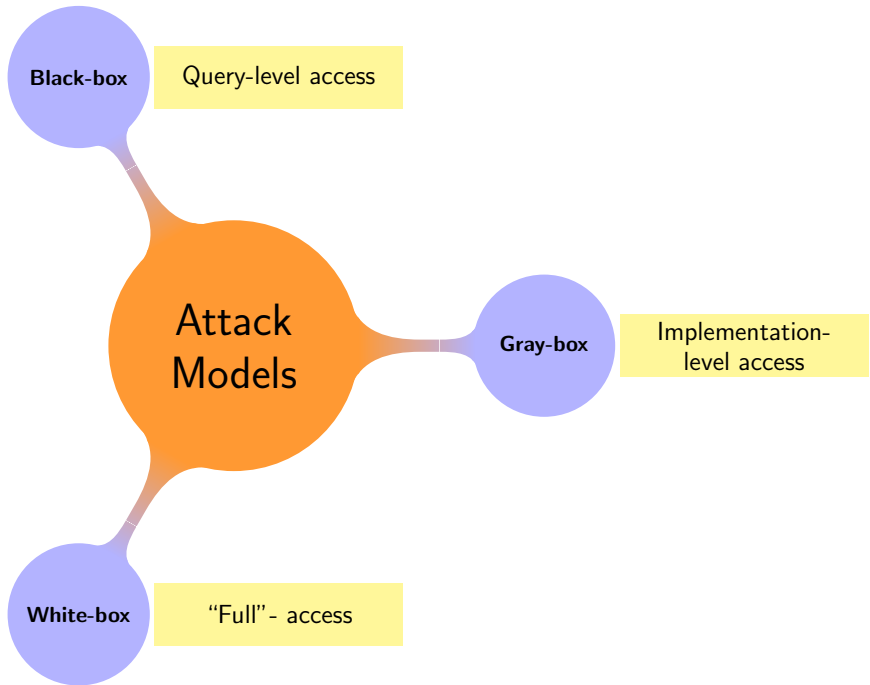 Black-box
Query-level access
Attack
Models
Gray-box
Implementation-
level access
White-box
“Full”- access